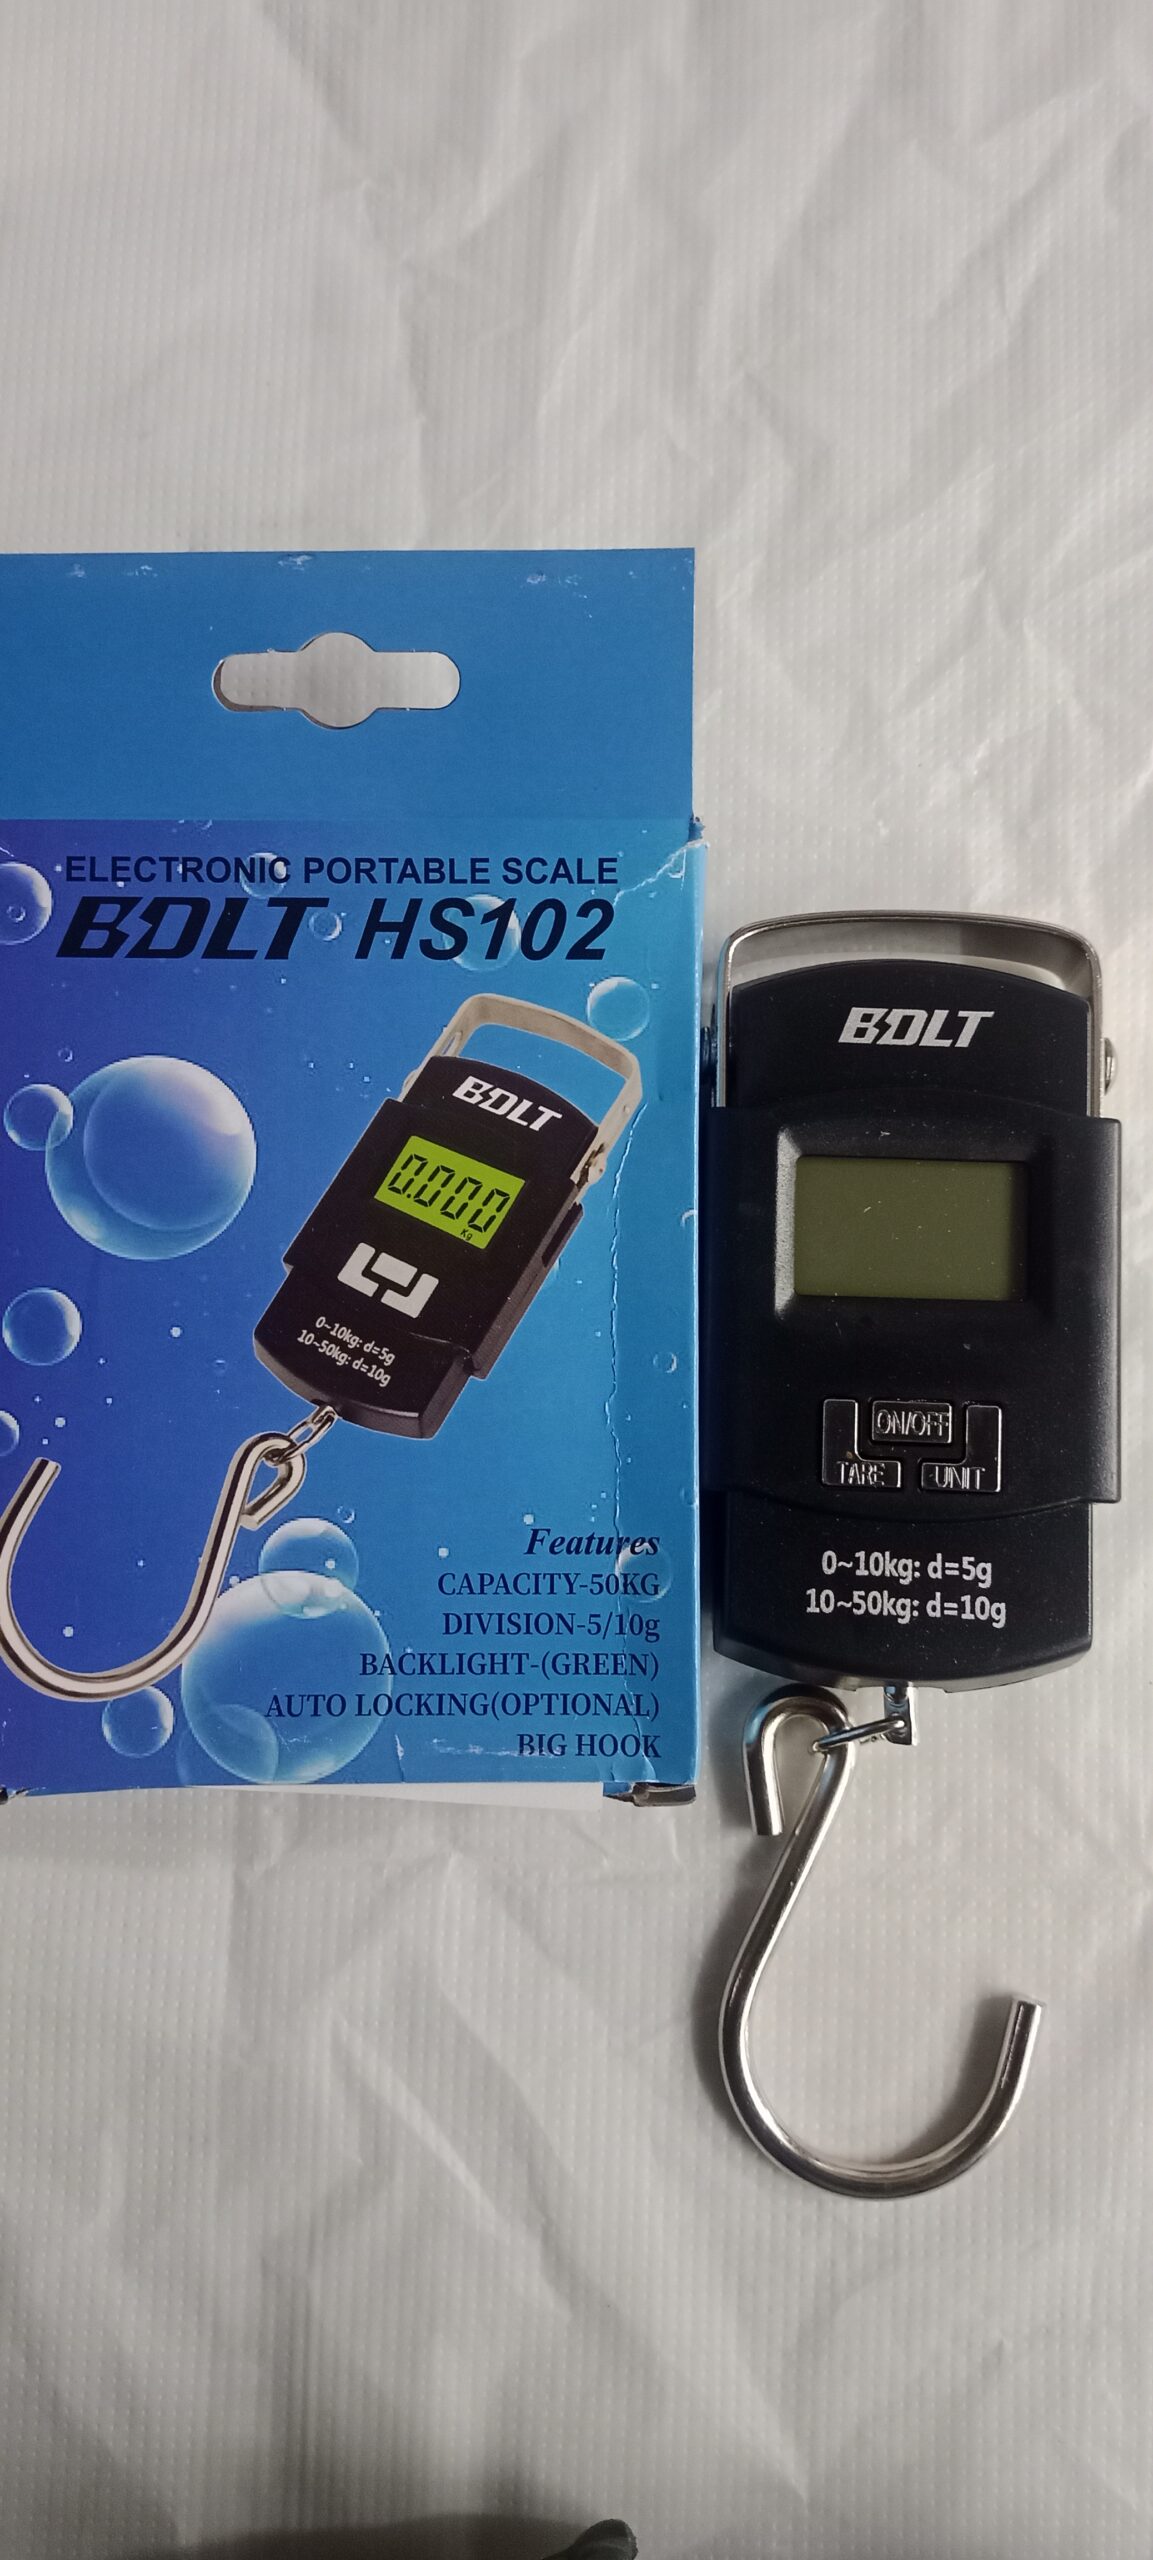 ELECTRONIC PORTABLE SCALE
BOLT HS102
BOLT
0.000
Kg
0~10kg: d=5g
10~50kg: d=10g
Features
CAPACITY-50KG
DIVISION-5/10g
BACKLIGHT-(GREEN)
AUTO LOCKING(OPTIONAL)
BIG HOOK
BOLT
ON/OFF
TARE UNIT
0~10kg: d=5g
10~50kg: d=10g